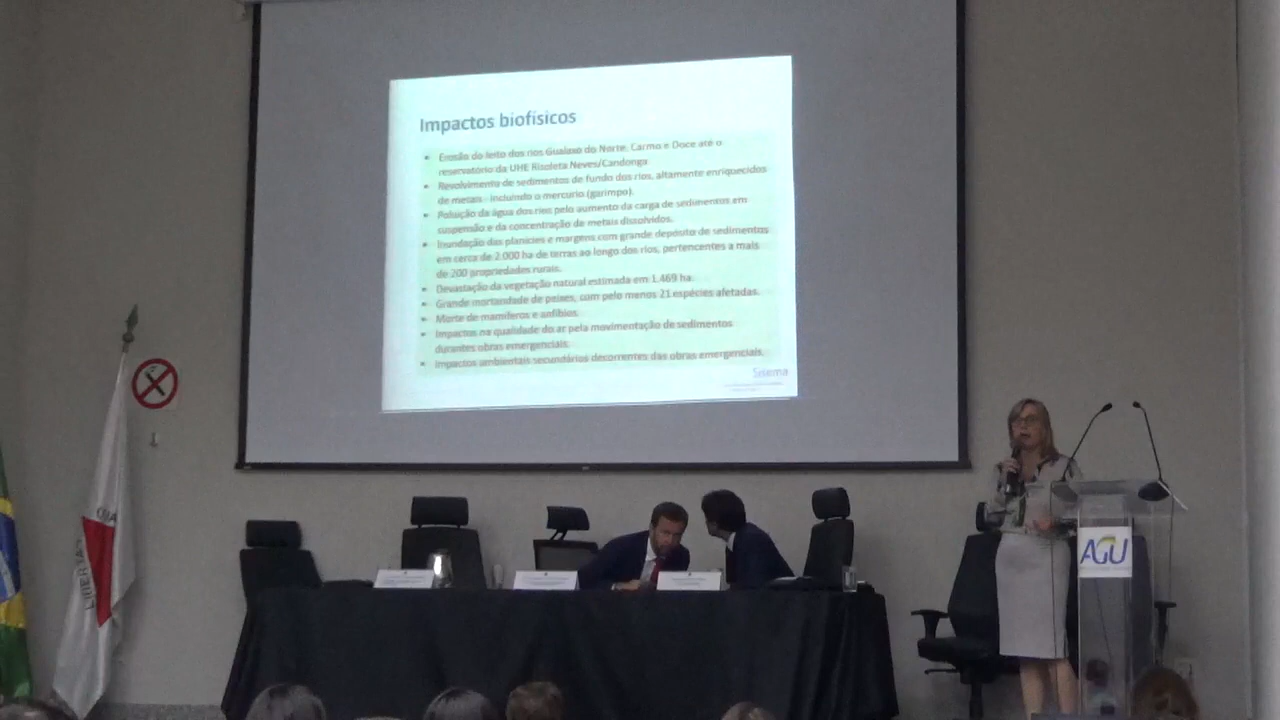 Impactos biofísicos
• Erosão do leito dos rios Gualaxo do Norte, Carmo e Doce até o
reservatório da UHE Risoleta Neves/Candonga
• Revolvimento de sedimentos de fundo dos rios, altamente enriquecidos
de metais - incluindo o mercúrio (garimpo).
• Poluição da água dos rios pelo aumento da carga de sedimentos em
suspensão e da concentração de metais dissolvidos.
• Inundação das planícies e margens com grande depósito de sedimentos
em cerca de 2.000 ha de terras ao longo dos rios, pertencentes a mais
de 200 propriedades rurais.
• Devastação da vegetação natural estimada em 1.469 ha.
• Grande mortandade de peixes, com pelo menos 21 espécies afetadas.
• Morte de mamíferos e anfíbios.
• Impactos na qualidade do ar pela movimentação de sedimentos
durantes obras emergenciais.
• Impactos ambientais secundários decorrentes das obras emergenciais.
Sisema
AGU